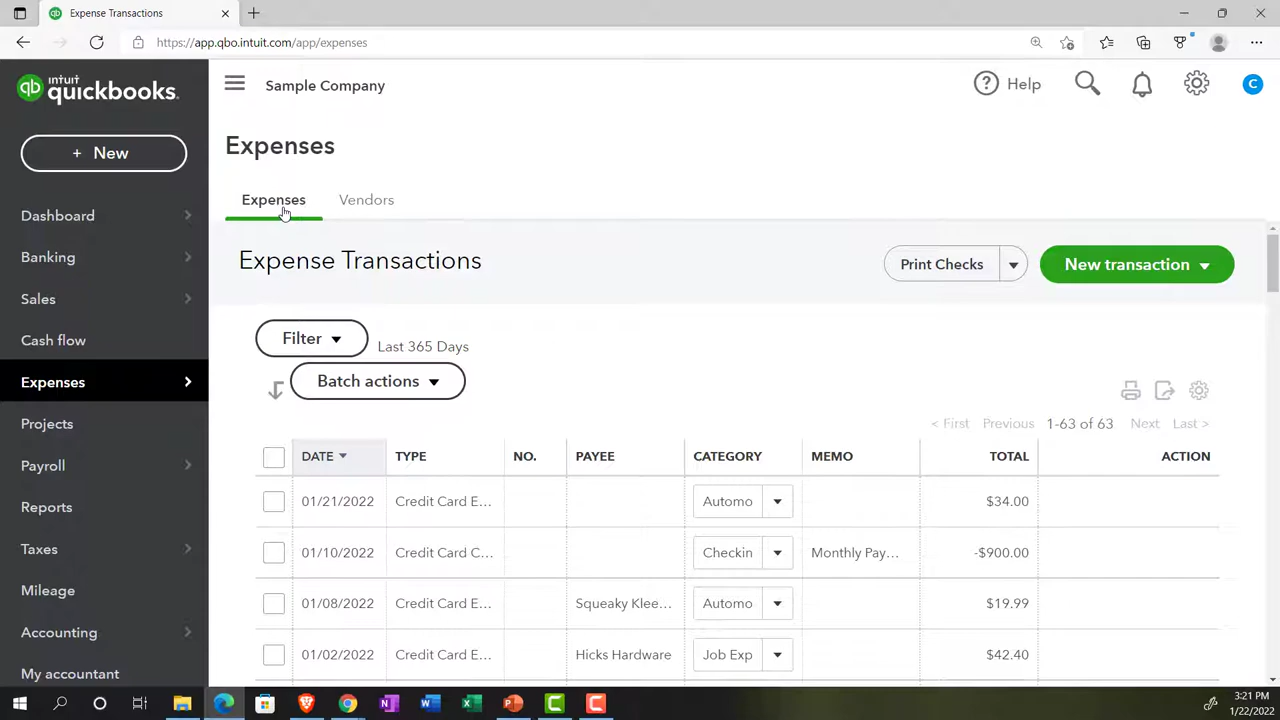 Expense Transactions
https://app.qbo.intuit.com/app/expenses
intuit
quickbooks.
Sample Company
Help
C
+ New
Dashboard
Banking
Sales
Cash flow
Expenses
Projects
Payroll
Reports
Taxes
Mileage
Accounting
My accountant
Expenses
Expenses Vendors
Expense Transactions
Print Checks
New transaction
Filter
Last 365 Days
Batch actions
< First Previous 1-63 of 63 Next Last >
DATE TYPE NO. PAYEE CATEGORY MEMO TOTAL ACTION
01/21/2022 Credit Card E... Automo $34.00
01/10/2022 Credit Card C... Checkin Monthly Pay... -$900.00
01/08/2022 Credit Card E... Squeaky Klee... Automo $19.99
01/02/2022 Credit Card E... Hicks Hardware Job Exp $42.40
3:21 PM
1/22/2022